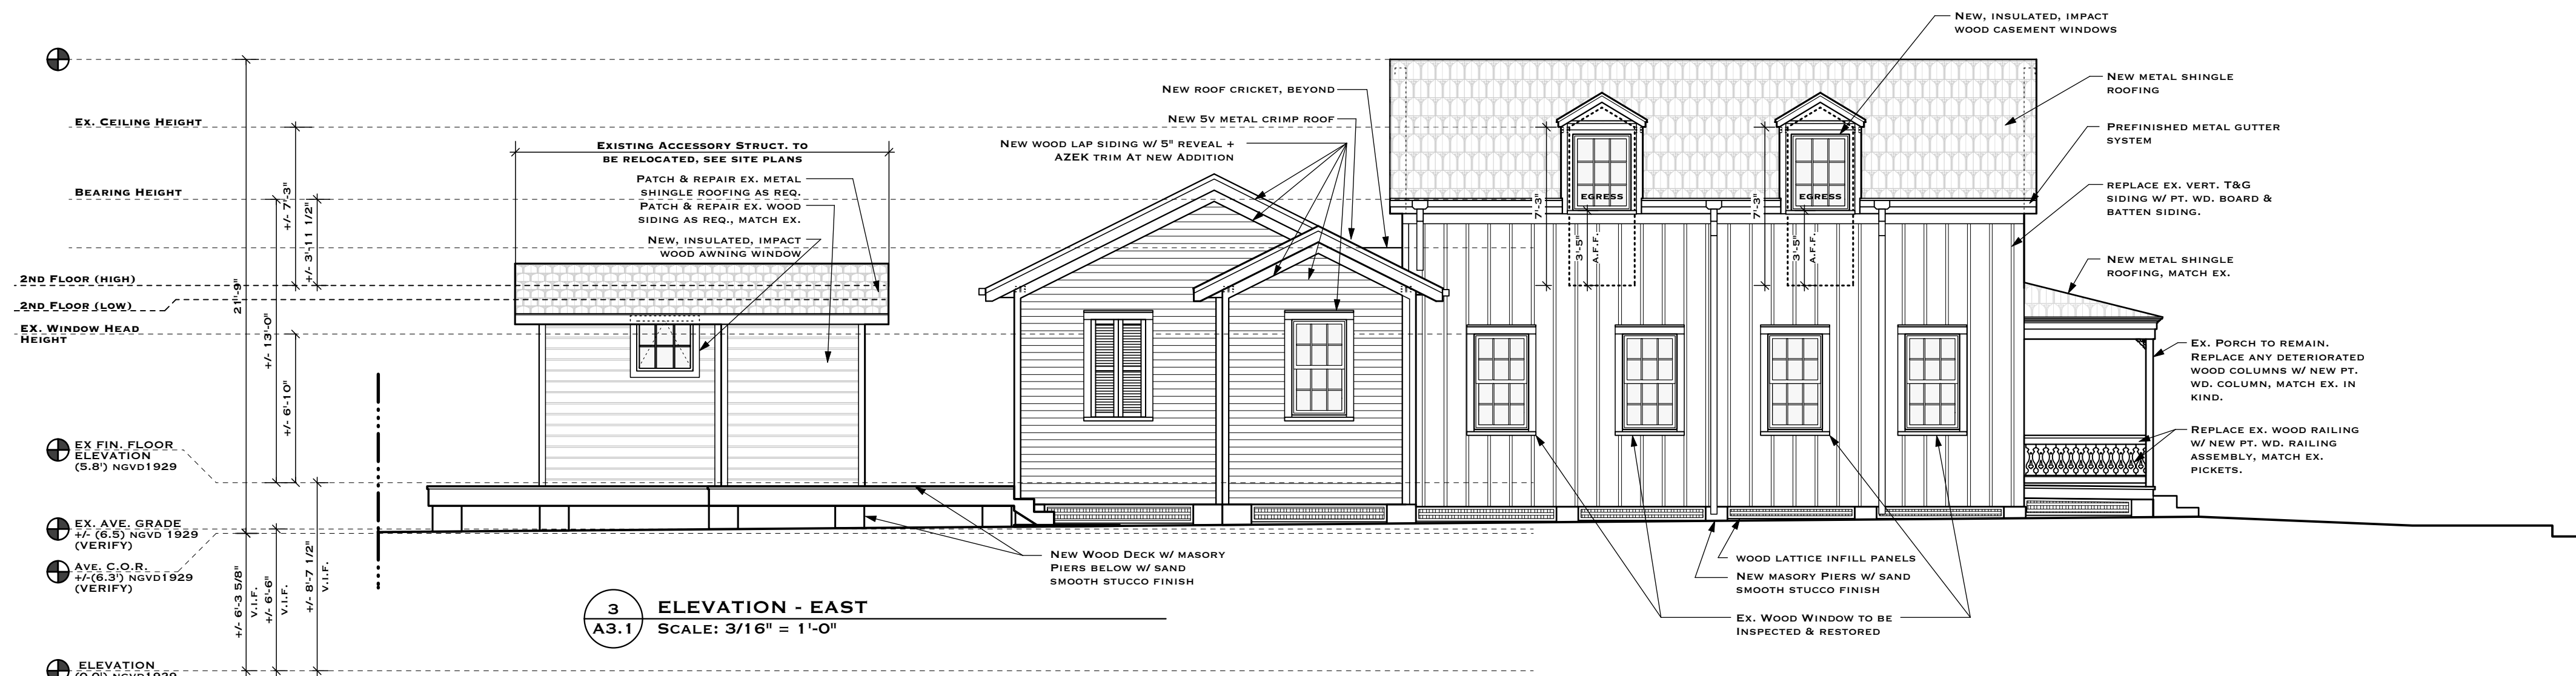 New, insulated, impact
wood casement windows
New metal shingle
roofing
Prefinished metal gutter
system
replace ex. vert. T&G
siding w/ pt. wd. board &
batten siding.
New metal shingle
roofing, match ex.
Ex. Porch to remain.
Replace any deteriorated
wood columns w/ new pt.
wd. column, match ex. in
kind.
Replace ex. wood railing
w/ new pt. wd. railing
assembly, match ex.
pickets.
New roof cricket, beyond
New 5v metal crimp roof
New wood lap siding w/ 5" reveal +
AZEK trim At new Addition
Existing Accessory Struct. to
be relocated, see site plans
Patch & repair ex. metal
shingle roofing as req.
Patch & repair ex. wood
siding as req., match ex.
New, insulated, impact
wood awning window
Ex. Ceiling Height
Bearing Height
2nd Floor (high)
2nd Floor (low)
Ex. Window Head
Height
Ex Fin. Floor
Elevation
(5.8') NGVD1929
Ex. Ave. Grade
+/- (6.5) NGVD 1929
(VERIFY)
Ave. C.O.R.
+/-(6.3') NGVD1929
(VERIFY)
Elevation
(0.0') NGVD1929
21'-9"
+/- 13'-0"
+/- 7'-3"
+/- 3'-11 1/2"
+/- 6'-10"
+/- 6'-3 5/8"
V.I.F.
+/- 6'-6"
V.I.F.
+/- 8'-7 1/2"
V.I.F.
EGRESS
EGRESS
7'-3"
3'-5"
A.F.F.
7'-3"
3'-5"
A.F.F.
New Wood Deck w/ masory
Piers below w/ sand
smooth stucco finish
wood lattice infill panels
New masory Piers w/ sand
smooth stucco finish
Ex. Wood Window to be
Inspected & restored
3
A3.1
ELEVATION - EAST
Scale: 3/16" = 1'-0"